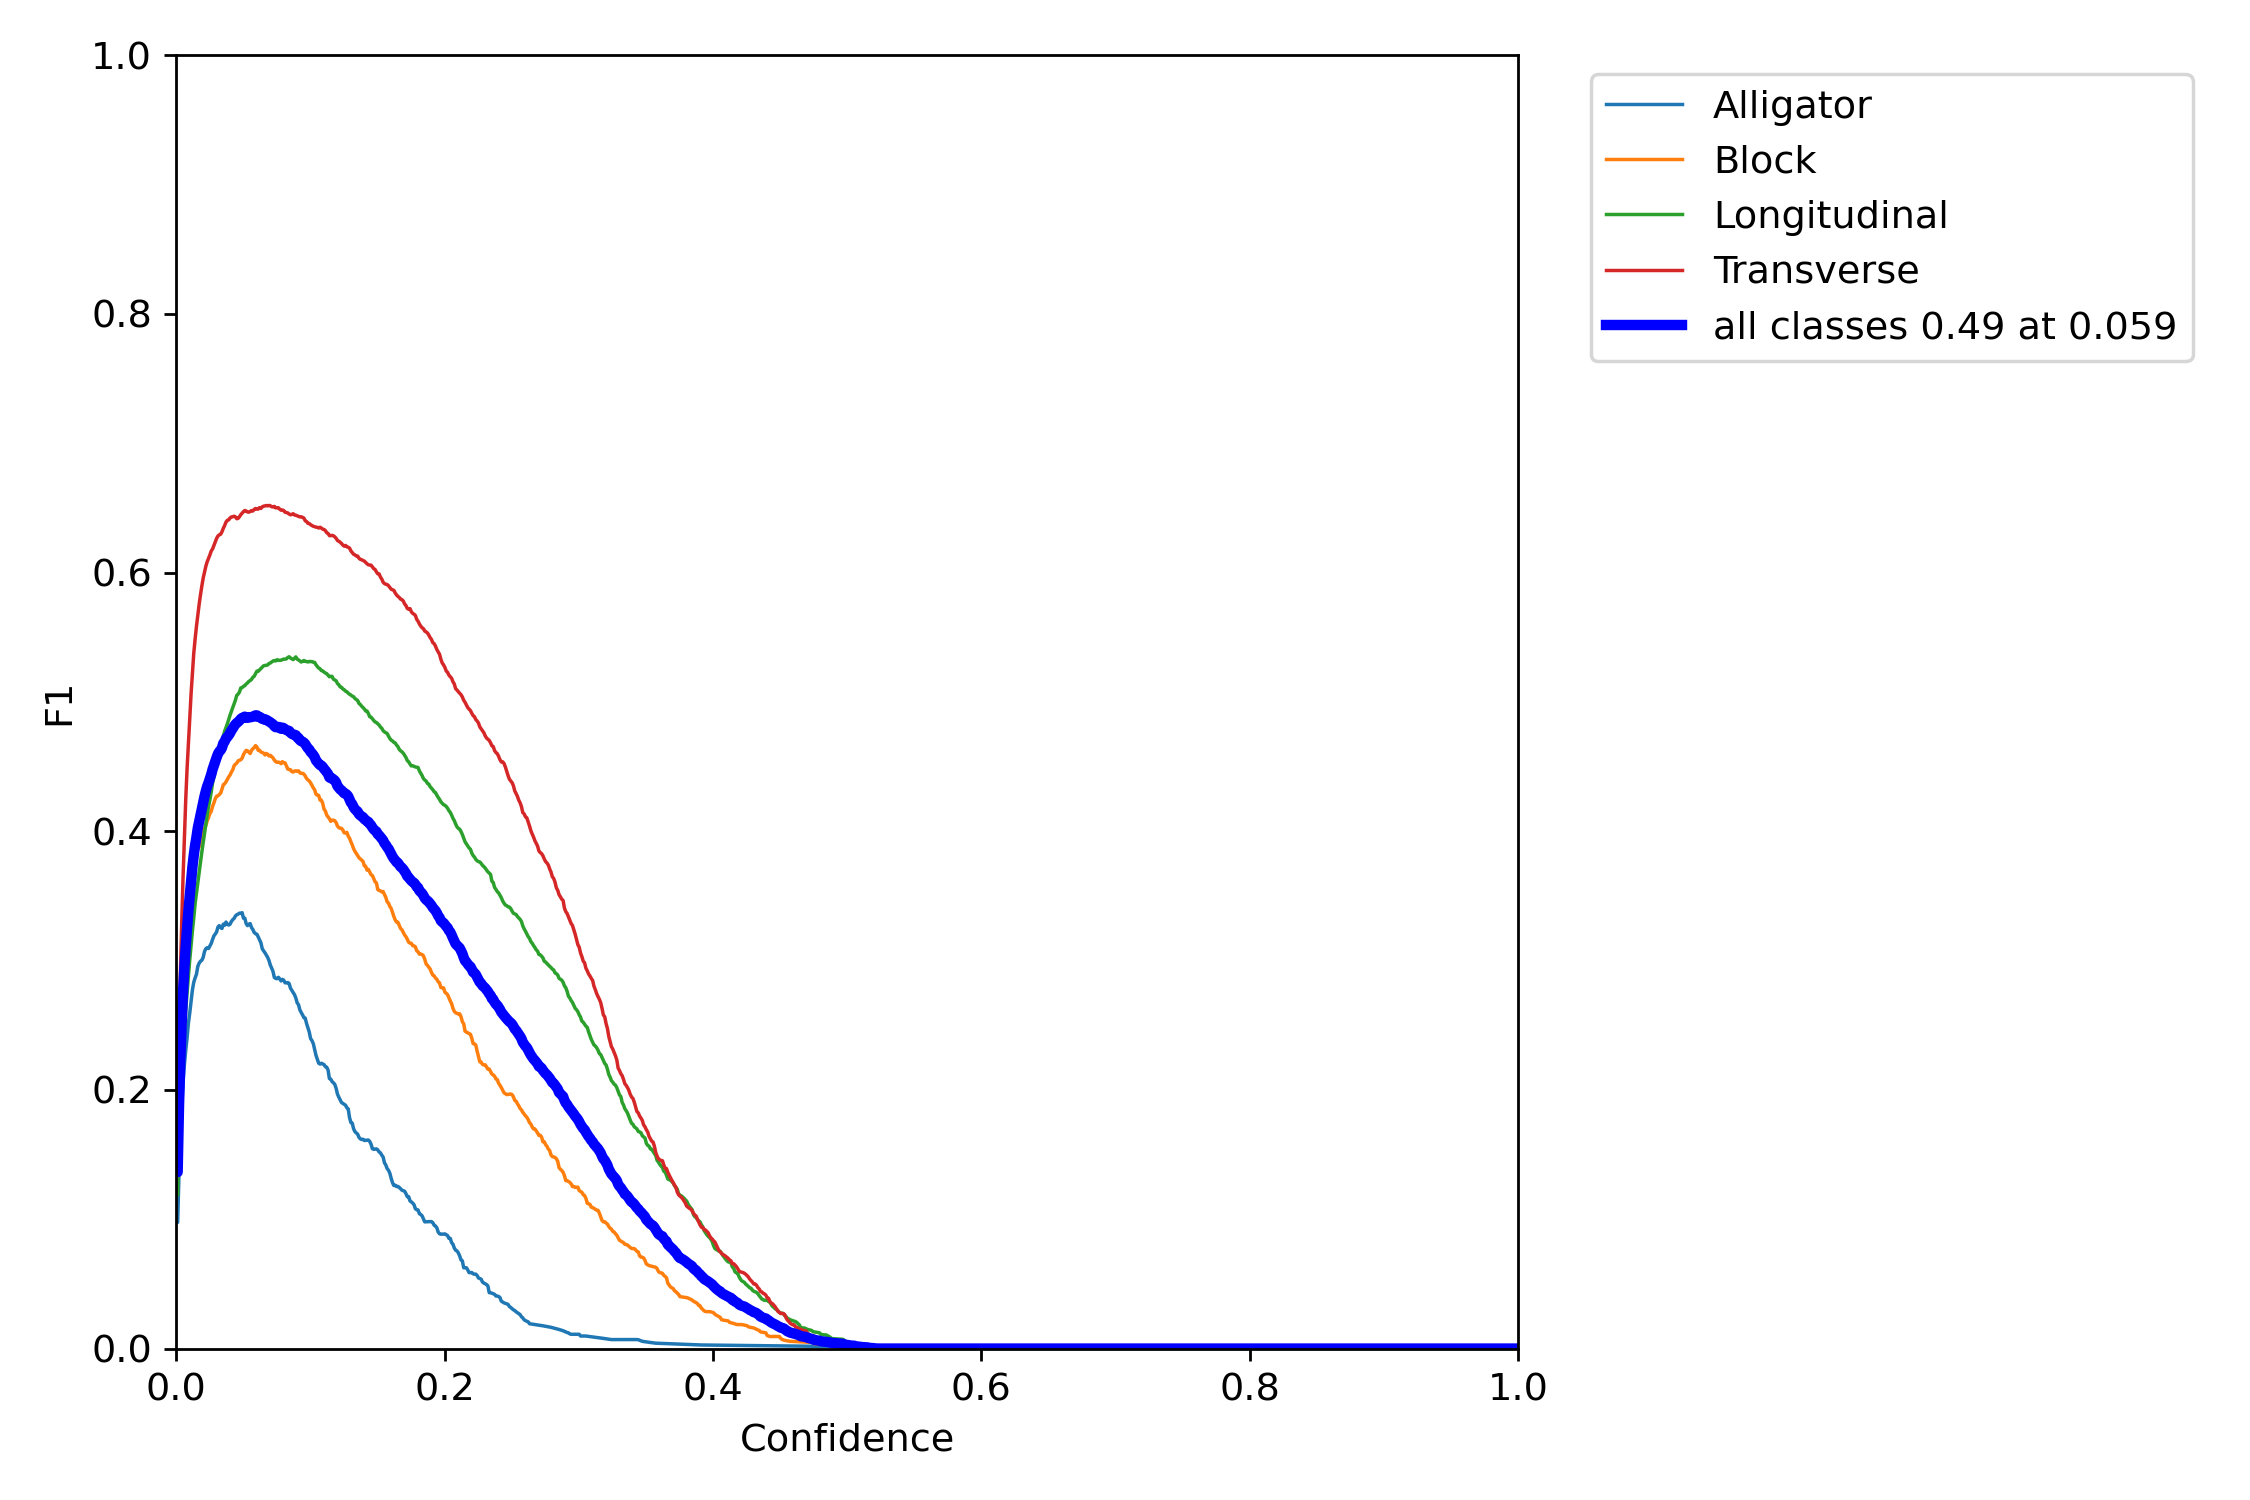 1.0
0.8
0.6
0.4
0.2
0.0
F1
0.0 0.2 0.4 0.6 0.8 1.0
Confidence
Alligator
Block
Longitudinal
Transverse
all classes 0.49 at 0.059